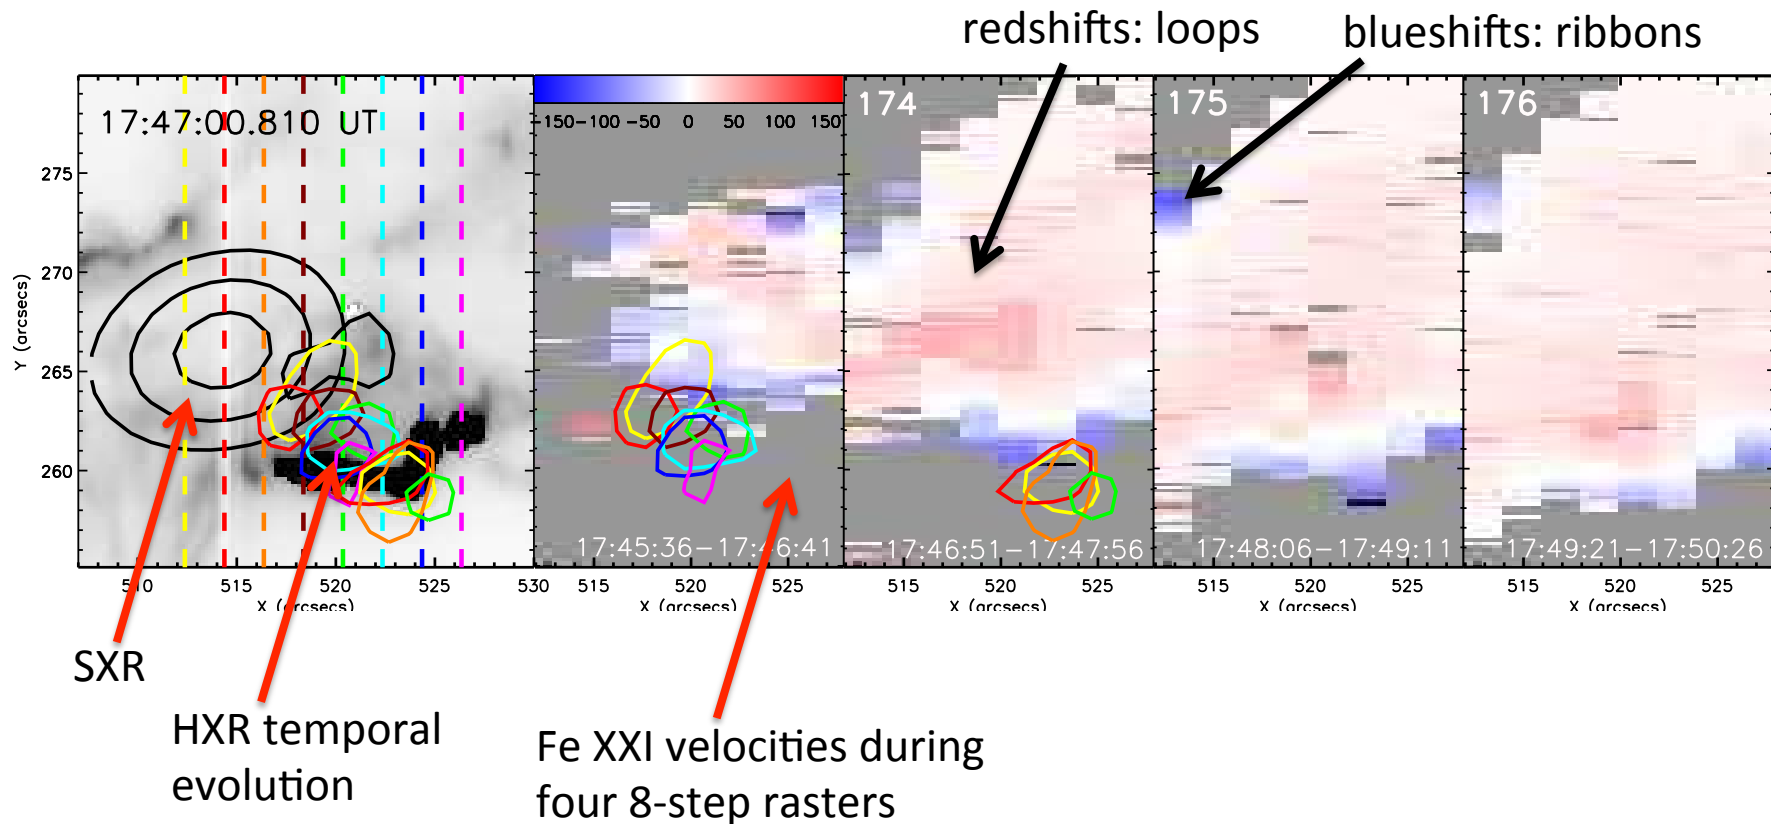 redshifts: loops
blueshifts: ribbons
17:47:00.810 UT
-150-100 -50 0 50 100 150
174
175
176
275
270
265
260
Y (arcsecs)
17:45:36-17:46:41
17:46:51-17:47:56
17:48:06-17:49:11
17:49:21-17:50:26
510 515 520 525 530
515 520 525
515 520 525
515 520 525
515 520 525
X (arcsecs)
X (arcsecs)
X (arcsecs)
X (arcsecs)
X (arcsecs)
SXR
HXR temporal
evolution
Fe XXI velocities during
four 8-step rasters